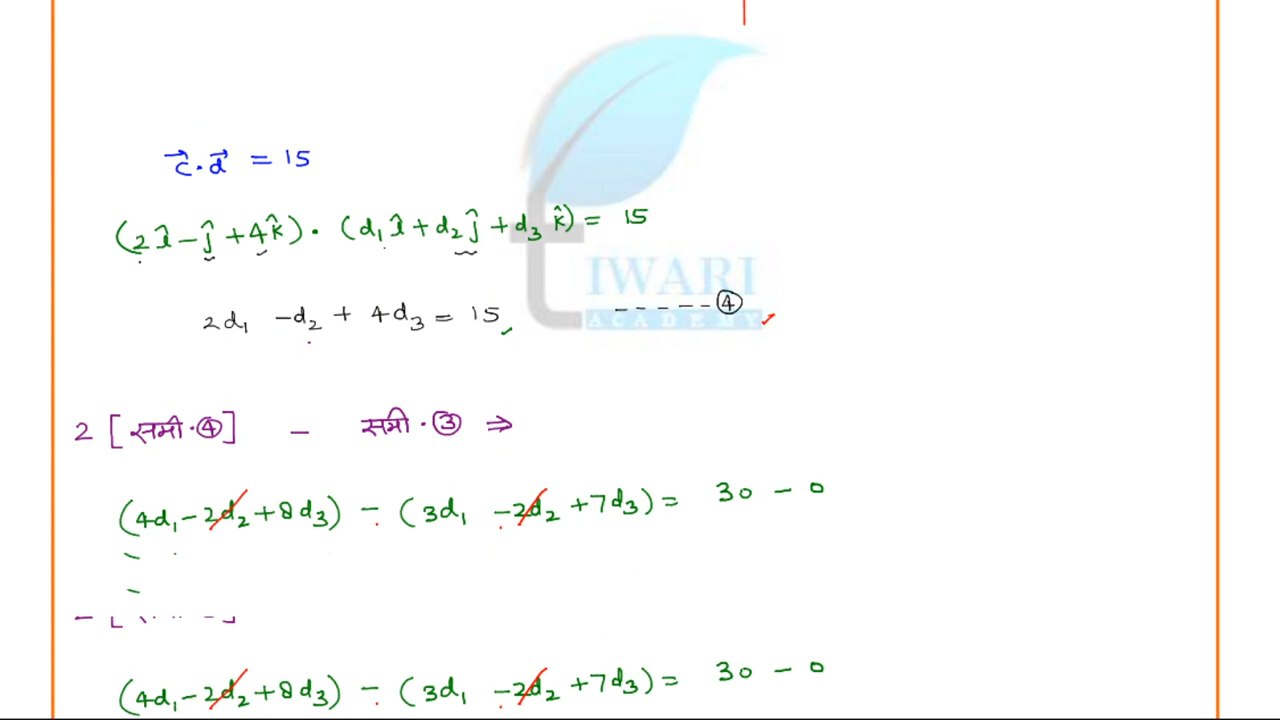 c⃗.d⃗ = 15
(2î - ĵ + 4k̂) · (d₁î + d₂ĵ + d₃k̂) = 15
IWARI
2d₁ - d₂ + 4d₃ = 15 ------④
ACADEMY
2 [समी·④] - समी·③ ⇒
(4d₁ - 2d₂ + 8d₃) - (3d₁ - 2d₂ + 7d₃) = 30 - 0
(4d₁ - 2d₂ + 8d₃) - (3d₁ - 2d₂ + 7d₃) = 30 - 0